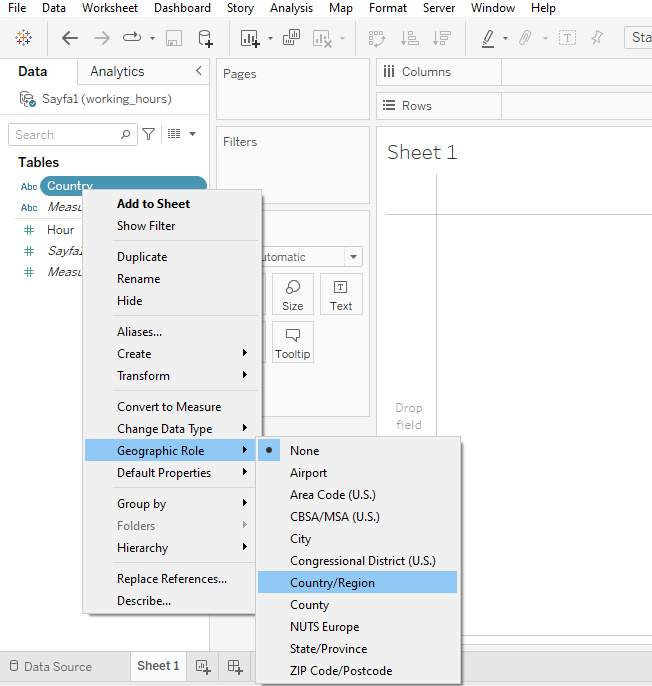 File Data Worksheet Dashboard Story Analysis Map Format Server Window Help
Sta
Data Analytics
Sayfa1 (working_hours)
Search
Tables
Abc Country
Abc Measu
# Hour
# Sayfa1
# Measu
Pages
Filters
utomatic
Size
Text
Tooltip
Columns
Rows
Sheet 1
Drop
field
Add to Sheet
Show Filter
Duplicate
Rename
Hide
Aliases...
Create
Transform
Convert to Measure
Change Data Type
Geographic Role
Default Properties
Group by
Folders
Hierarchy
Replace References...
Describe...
None
Airport
Area Code (U.S.)
CBSA/MSA (U.S.)
City
Congressional District (U.S.)
Country/Region
County
NUTS Europe
State/Province
ZIP Code/Postcode
Data Source Sheet 1